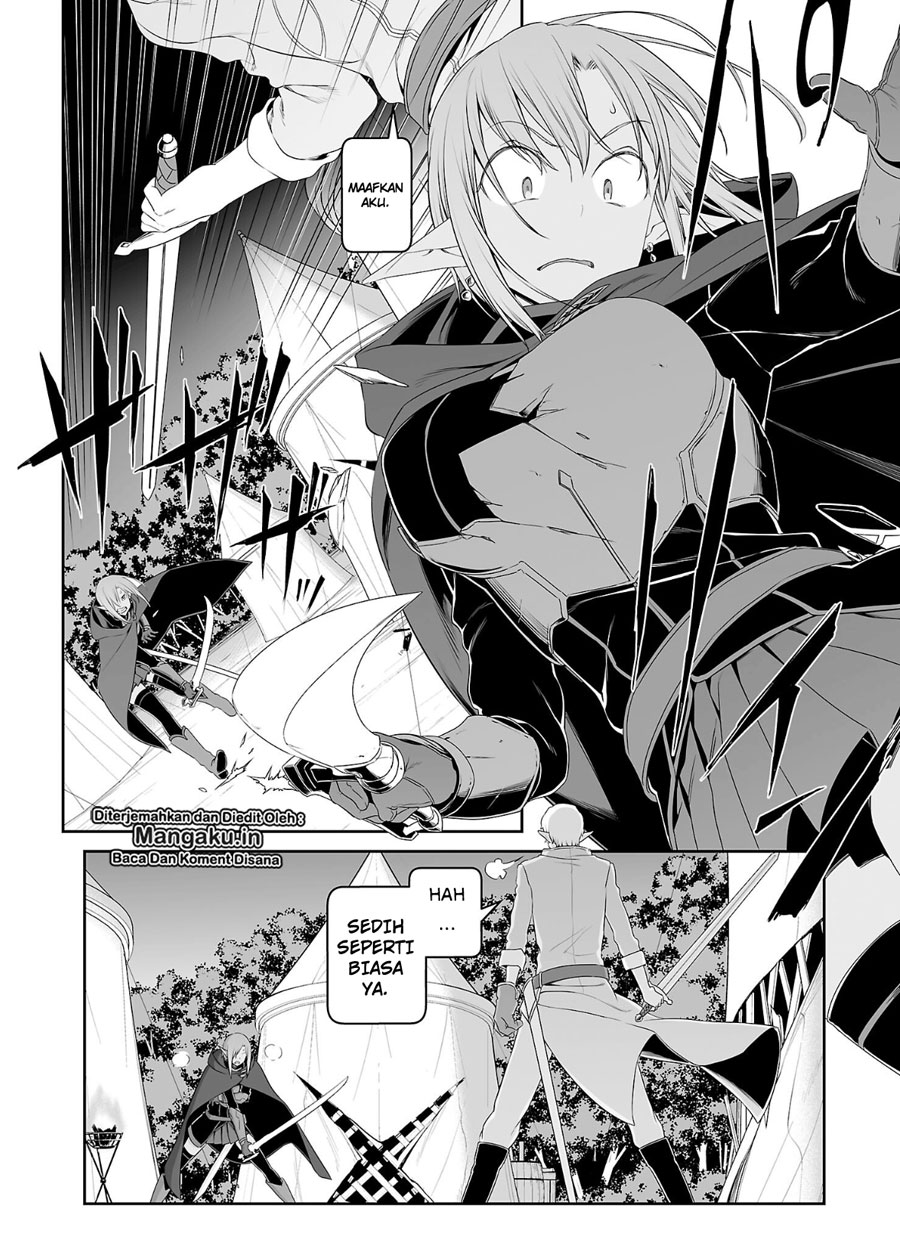 MAAFKAN
AKU.
HAH
...
SEDIH
SEPERTI
BIASA
YA.
Diterjemahkan dan Diedit Oleh :
Mangaku.in
Baca Dan Koment Disana